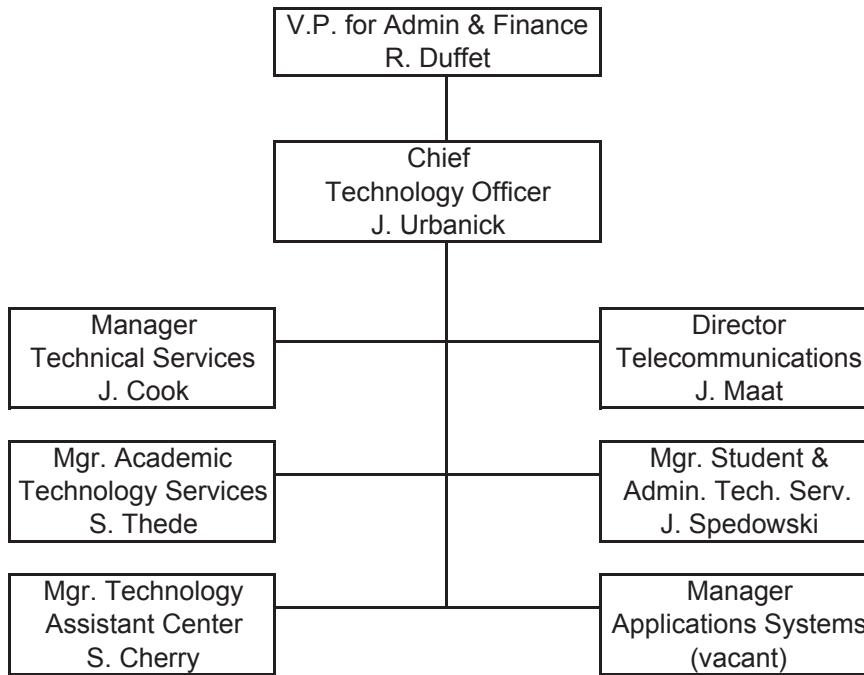 V.P. for Admin & Finance
R. Duffet
Chief
Technology Officer
J. Urbanick
Manager
Technical Services
J. Cook
Director
Telecommunications
J. Maat
Mgr. Academic
Technology Services
S. Thede
Mgr. Student &
Admin. Tech. Serv.
J. Spedowski
Mgr. Technology
Assistant Center
S. Cherry
Manager
Applications Systems
(vacant)